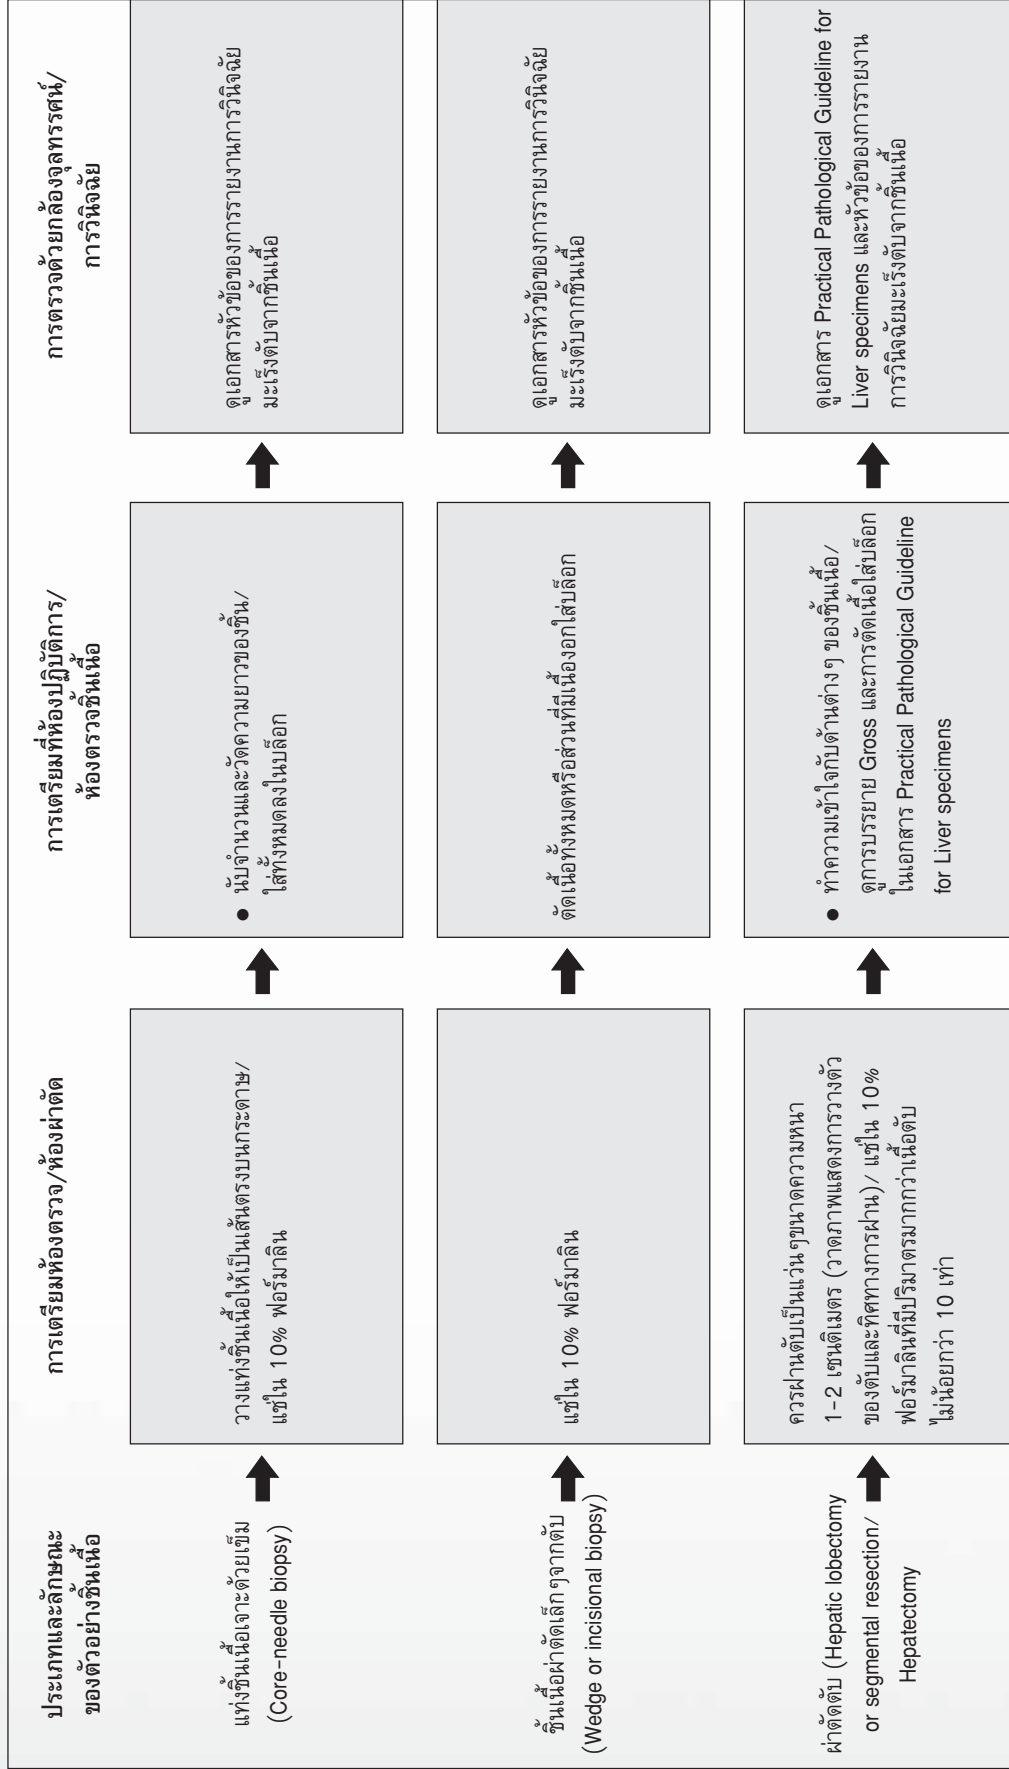 ประเภทและลักษณะ
ของตัวอย่างชิ้นเนื้อ
การเตรียมห้องตรวจ/ห้องผ่าตัด
การเตรียมที่ห้องปฏิบัติการ/
ห้องตรวจชิ้นเนื้อ
การตรวจด้วยกล้องจุลทรรศน์/
การวินิจฉัย
แท่งชิ้นเนื้อเจาะด้วยเข็ม
(Core-needle biopsy)
วางแท่งชิ้นเนื้อให้เป็นเส้นตรงบนกระดาษ/
แช่ใน 10% ฟอร์มาลิน
● นับจำนวนและวัดความยาวของชิ้น/
ใส่ทั้งหมดลงในบล็อก
ดูเอกสารหัวข้อของการรายงานการวินิจฉัย
มะเร็งตับจากชิ้นเนื้อ
ชิ้นเนื้อผ่าตัดเล็กๆจากตับ
(Wedge or incisional biopsy)
แช่ใน 10% ฟอร์มาลิน
ตัดเนื้อทั้งหมดหรือส่วนที่มีเนื้องอกใส่บล็อก
ดูเอกสารหัวข้อของการรายงานการวินิจฉัย
มะเร็งตับจากชิ้นเนื้อ
ผ่าตัดตับ (Hepatic lobectomy
or segmental resection/
Hepatectomy
ควรฝานตับเป็นแว่นๆขนาดความหนา
1-2 เซนติเมตร (วาดภาพแสดงการวางตัว
ของตับและทิศทางการฝาน)/ แช่ใน 10%
ฟอร์มาลินที่มีปริมาตรมากกว่าเนื้อตับ
ไม่น้อยกว่า 10 เท่า
● ทำความเข้าใจกับด้านต่างๆ ของชิ้นเนื้อ/
ดูการบรรยาย Gross และการตัดเนื้อใส่บล็อก
ในเอกสาร Practical Pathological Guideline
for Liver specimens
ดูเอกสาร Practical Pathological Guideline for
Liver specimens และหัวข้อของการรายงาน
การวินิจฉัยมะเร็งตับจากชิ้นเนื้อ